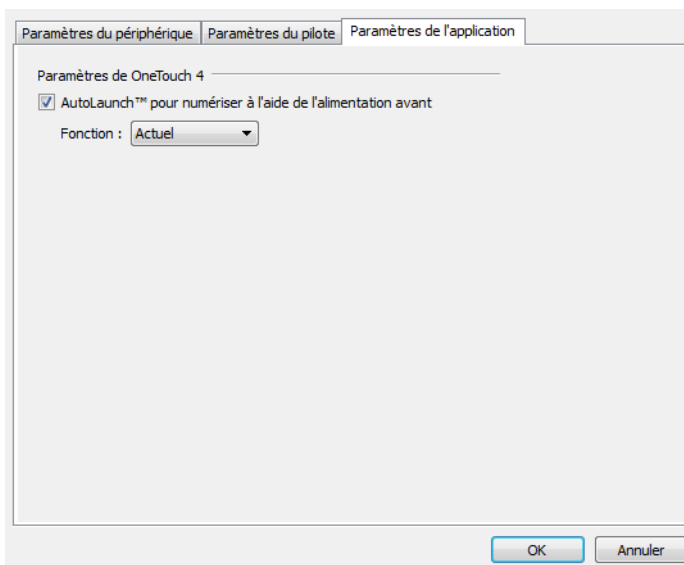 Paramètres du périphérique Paramètres du pilote Paramètres de l'application
Paramètres de OneTouch 4
AutoLaunch™ pour numériser à l'aide de l'alimentation avant
Fonction : Actuel
OK Annuler